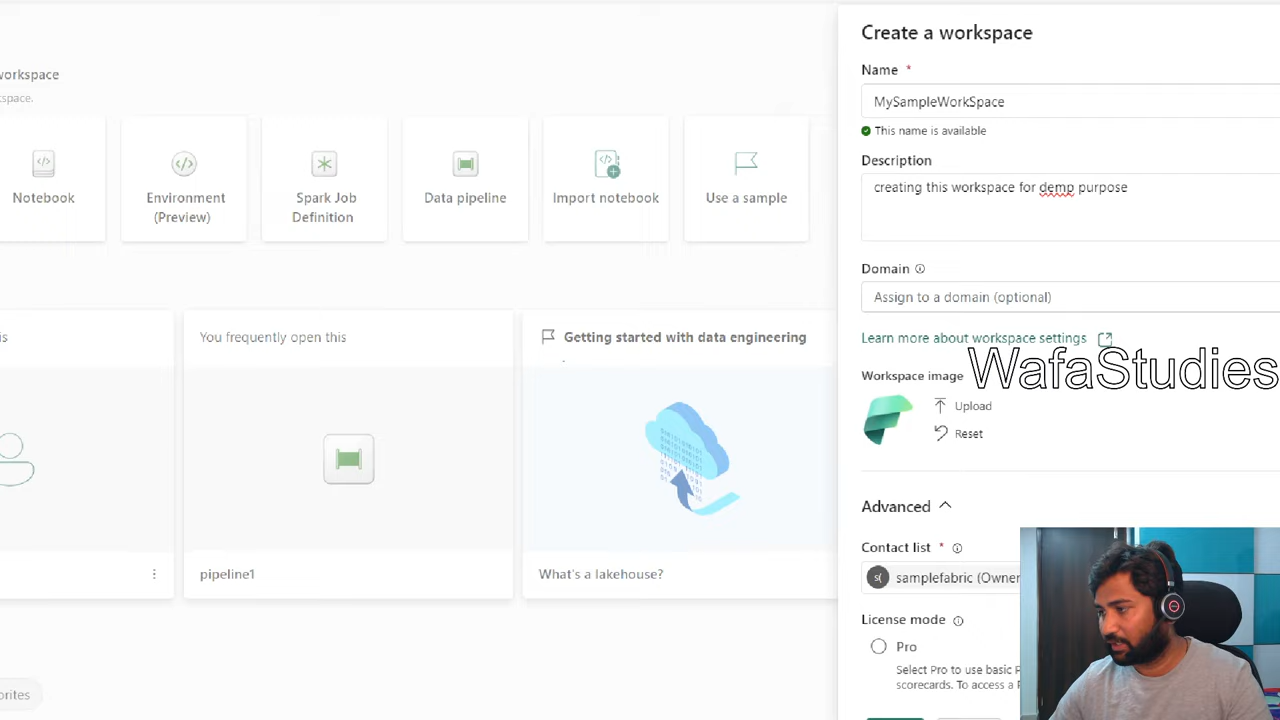 workspace
kspace.
Notebook
Environment
(Preview)
Spark Job
Definition
Data pipeline
Import notebook
Use a sample
is
You frequently open this
Getting started with data engineering
pipeline1
What's a lakehouse?
orites
Create a workspace
Name *
MySampleWorkSpace
This name is available
Description
creating this workspace for demp purpose
Domain
Assign to a domain (optional)
Learn more about workspace settings
WafaStudies
Workspace image
Upload
Reset
Advanced
Contact list *
s(
samplefabric (Owner
License mode
Pro
Select Pro to use basic P
scorecards. To access a P